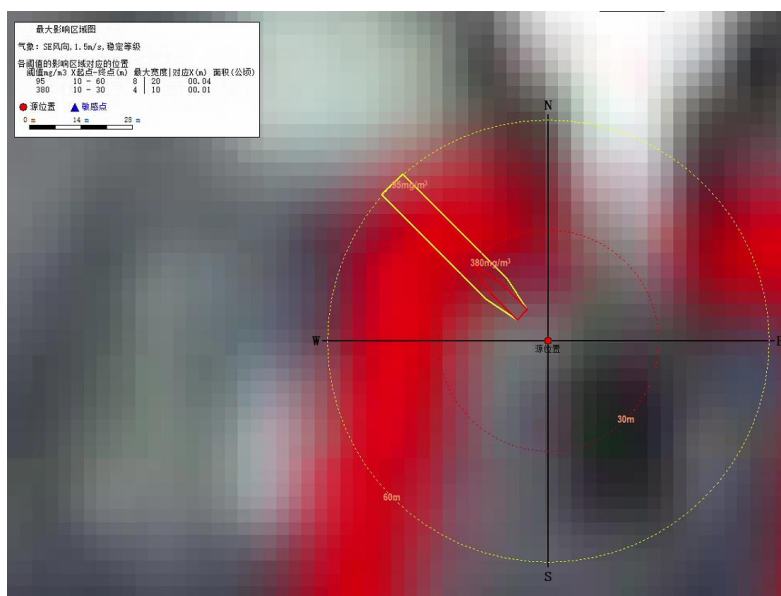 最大影响区域图
气象：SE风向,1.5m/s,稳定等级
各阈值的影响区域对应的位置
阈值mg/m3 X起点-终点(m) 最大宽度|对应X(m) 面积(公顷)
95 10 - 60 8 | 20 00.04
380 10 - 30 4 | 10 00.01
源位置 敏感点
0 m 14 m 28 m
N
95mg/m³
380mg/m³
W
E
源位置
30m
60m
S